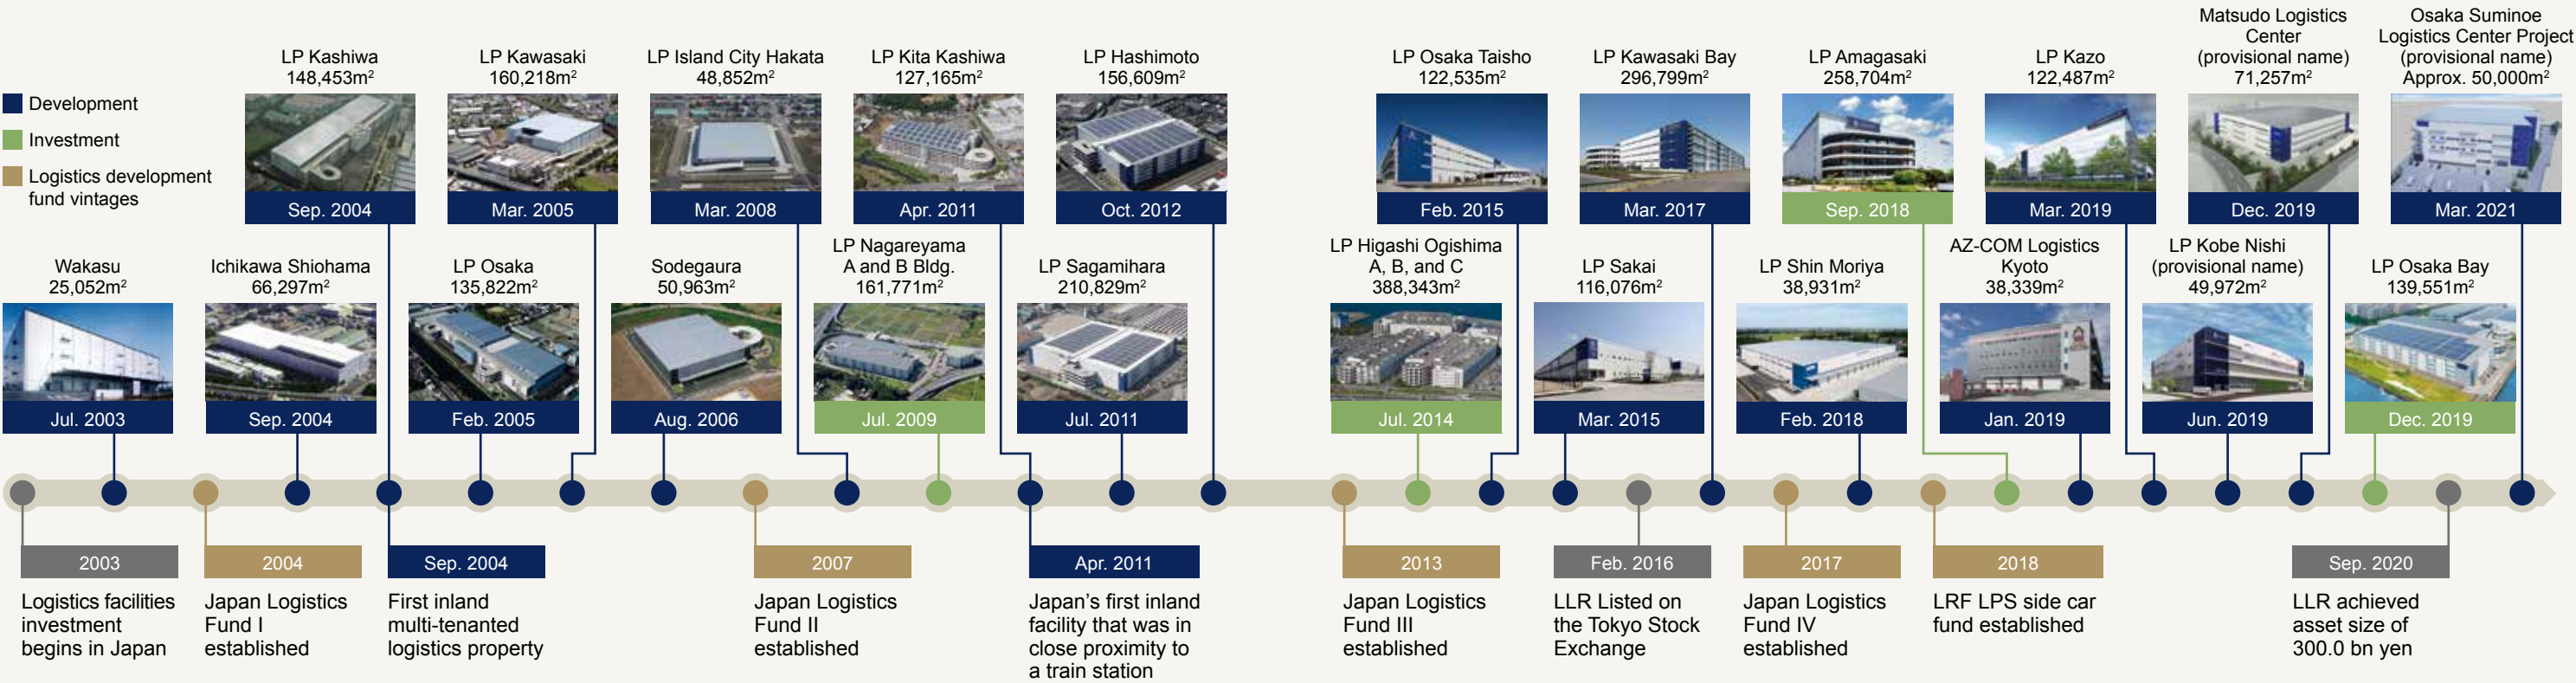 Development
Investment
Logistics development
fund vintages
LP Kashiwa
148,453m²
Sep. 2004
LP Kawasaki
160,218m²
Mar. 2005
LP Island City Hakata
48,852m²
Mar. 2008
LP Kita Kashiwa
127,165m²
Apr. 2011
LP Hashimoto
156,609m²
Oct. 2012
LP Osaka Taisho
122,535m²
Feb. 2015
LP Kawasaki Bay
296,799m²
Mar. 2017
LP Amagasaki
258,704m²
Sep. 2018
LP Kazo
122,487m²
Mar. 2019
Matsudo Logistics
Center
(provisional name)
71,257m²
Dec. 2019
Osaka Suminoe
Logistics Center Project
(provisional name)
Approx. 50,000m²
Mar. 2021
Wakasu
25,052m²
Jul. 2003
Ichikawa Shiohama
66,297m²
Sep. 2004
LP Osaka
135,822m²
Feb. 2005
Sodegaura
50,963m²
Aug. 2006
LP Nagareyama
A and B Bldg.
161,771m²
Jul. 2009
LP Sagamihara
210,829m²
Jul. 2011
LP Higashi Ogishima
A, B, and C
388,343m²
Jul. 2014
LP Sakai
116,076m²
Mar. 2015
LP Shin Moriya
38,931m²
Feb. 2018
AZ-COM Logistics
Kyoto
38,339m²
Jan. 2019
LP Kobe Nishi
(provisional name)
49,972m²
Jun. 2019
LP Osaka Bay
139,551m²
Dec. 2019
2003
Logistics facilities
investment
begins in Japan
2004
Japan Logistics
Fund I
established
Sep. 2004
First inland
multi-tenanted
logistics property
2007
Japan Logistics
Fund II
established
Apr. 2011
Japan’s first inland
facility that was in
close proximity to
a train station
2013
Japan Logistics
Fund III
established
Feb. 2016
LLR Listed on
the Tokyo Stock
Exchange
2017
Japan Logistics
Fund IV
established
2018
LRF LPS side car
fund established
Sep. 2020
LLR achieved
asset size of
300.0 bn yen